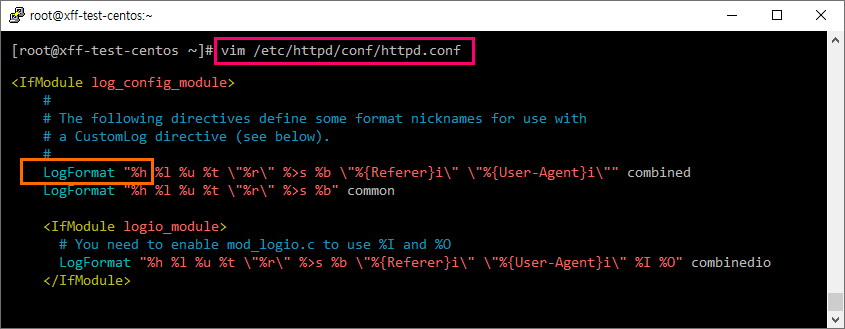 root@xff-test-centos:~
[root@xff-test-centos ~]# vim /etc/httpd/conf/httpd.conf
<IfModule log_config_module>
#
# The following directives define some format nicknames for use with
# a CustomLog directive (see below).
#
LogFormat "%h %l %u %t \"%r\" %>s %b \"%{Referer}i\" \"%{User-Agent}i\"" combined
LogFormat "%h %l %u %t \"%r\" %>s %b" common
<IfModule logio_module>
# You need to enable mod_logio.c to use %I and %O
LogFormat "%h %l %u %t \"%r\" %>s %b \"%{Referer}i\" \"%{User-Agent}i\" %I %O" combinedio
</IfModule>